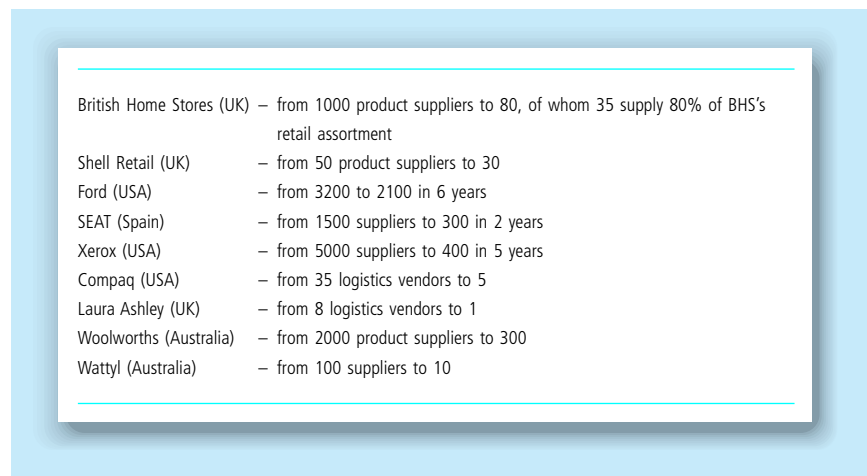 British Home Stores (UK) – from 1000 product suppliers to 80, of whom 35 supply 80% of BHS's
retail assortment
Shell Retail (UK) – from 50 product suppliers to 30
Ford (USA) – from 3200 to 2100 in 6 years
SEAT (Spain) – from 1500 suppliers to 300 in 2 years
Xerox (USA) – from 5000 suppliers to 400 in 5 years
Compaq (USA) – from 35 logistics vendors to 5
Laura Ashley (UK) – from 8 logistics vendors to 1
Woolworths (Australia) – from 2000 product suppliers to 300
Wattyl (Australia) – from 100 suppliers to 10